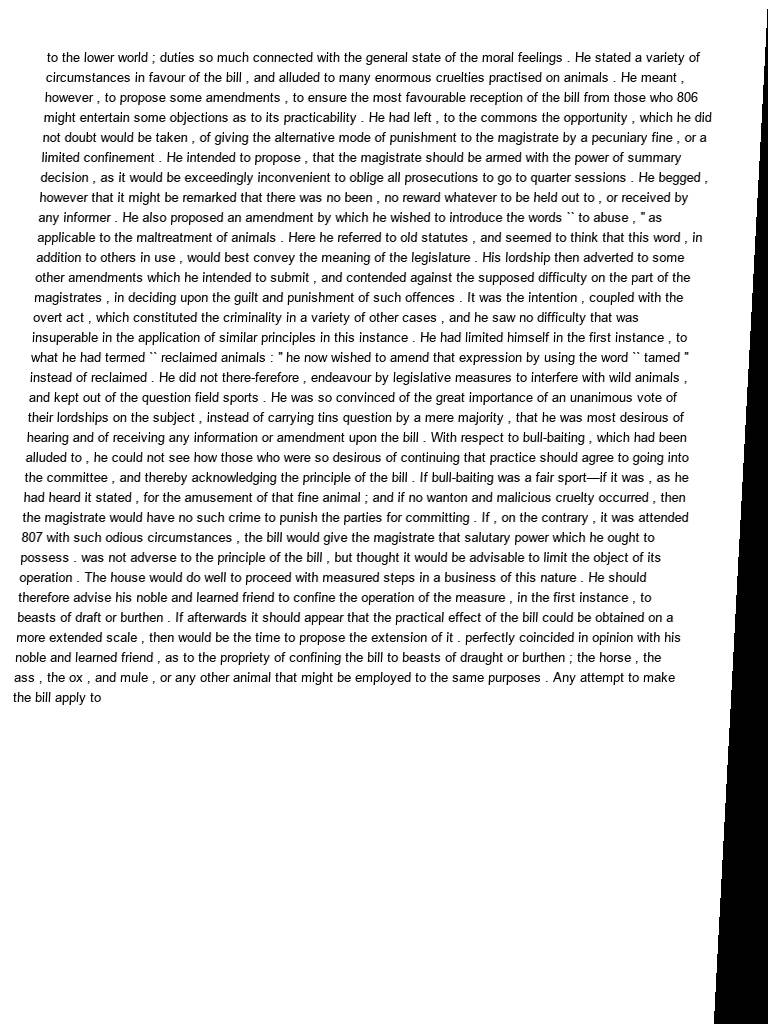 to the lower world ; duties so much connected with the general state of the moral feelings . He stated a variety of
circumstances in favour of the bill , and alluded to many enormous cruelties practised on animals . He meant ,
however , to propose some amendments , to ensure the most favourable reception of the bill from those who 806
might entertain some objections as to its practicability . He had left , to the commons the opportunity , which he did
not doubt would be taken , of giving the alternative mode of punishment to the magistrate by a pecuniary fine , or a
limited confinement . He intended to propose , that the magistrate should be armed with the power of summary
decision , as it would be exceedingly inconvenient to oblige all prosecutions to go to quarter sessions . He begged ,
however that it might be remarked that there was no been , no reward whatever to be held out to , or received by
any informer . He also proposed an amendment by which he wished to introduce the words `` to abuse , " as
applicable to the maltreatment of animals . Here he referred to old statutes , and seemed to think that this word , in
addition to others in use , would best convey the meaning of the legislature . His lordship then adverted to some
other amendments which he intended to submit , and contended against the supposed difficulty on the part of the
magistrates , in deciding upon the guilt and punishment of such offences . It was the intention , coupled with the
overt act , which constituted the criminality in a variety of other cases , and he saw no difficulty that was
insuperable in the application of similar principles in this instance . He had limited himself in the first instance , to
what he had termed `` reclaimed animals : " he now wished to amend that expression by using the word `` tamed "
instead of reclaimed . He did not there-ferefore , endeavour by legislative measures to interfere with wild animals ,
and kept out of the question field sports . He was so convinced of the great importance of an unanimous vote of
their lordships on the subject , instead of carrying tins question by a mere majority , that he was most desirous of
hearing and of receiving any information or amendment upon the bill . With respect to bull-baiting , which had been
alluded to , he could not see how those who were so desirous of continuing that practice should agree to going into
the committee , and thereby acknowledging the principle of the bill . If bull-baiting was a fair sport—if it was , as he
had heard it stated , for the amusement of that fine animal ; and if no wanton and malicious cruelty occurred , then
the magistrate would have no such crime to punish the parties for committing . If , on the contrary , it was attended
807 with such odious circumstances , the bill would give the magistrate that salutary power which he ought to
possess . was not adverse to the principle of the bill , but thought it would be advisable to limit the object of its
operation . The house would do well to proceed with measured steps in a business of this nature . He should
therefore advise his noble and learned friend to confine the operation of the measure , in the first instance , to
beasts of draft or burthen . If afterwards it should appear that the practical effect of the bill could be obtained on a
more extended scale , then would be the time to propose the extension of it . perfectly coincided in opinion with his
noble and learned friend , as to the propriety of confining the bill to beasts of draught or burthen ; the horse , the
ass , the ox , and mule , or any other animal that might be employed to the same purposes . Any attempt to make
the bill apply to